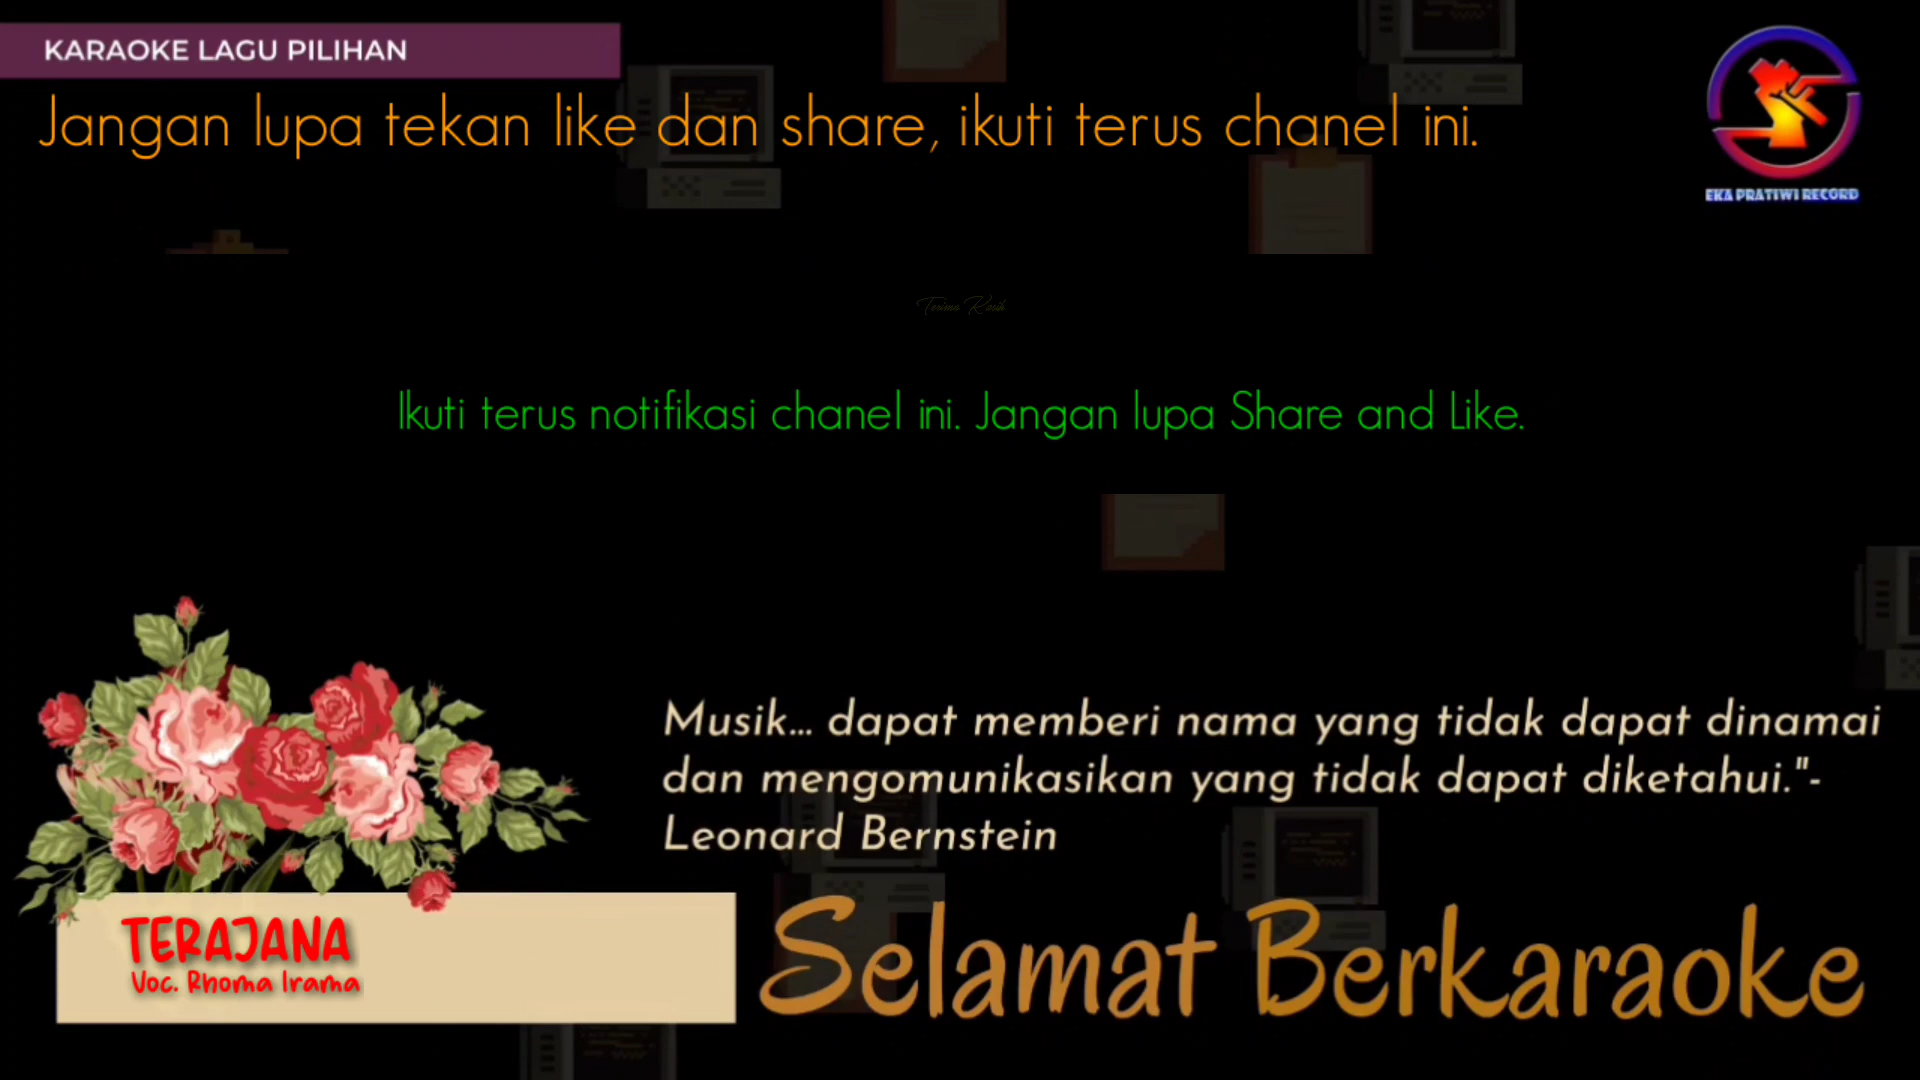 KARAOKE LAGU PILIHAN
Jangan lupa tekan like dan share, ikuti terus chanel ini.
EKA PRATIWI RECORD
Terima Kasih
Ikuti terus notifikasi chanel ini. Jangan lupa Share and Like.
Musik... dapat memberi nama yang tidak dapat dinamai
dan mengomunikasikan yang tidak dapat diketahui."-
Leonard Bernstein
TERAJANA
Voc. Rhoma Irama
Selamat Berkaraoke